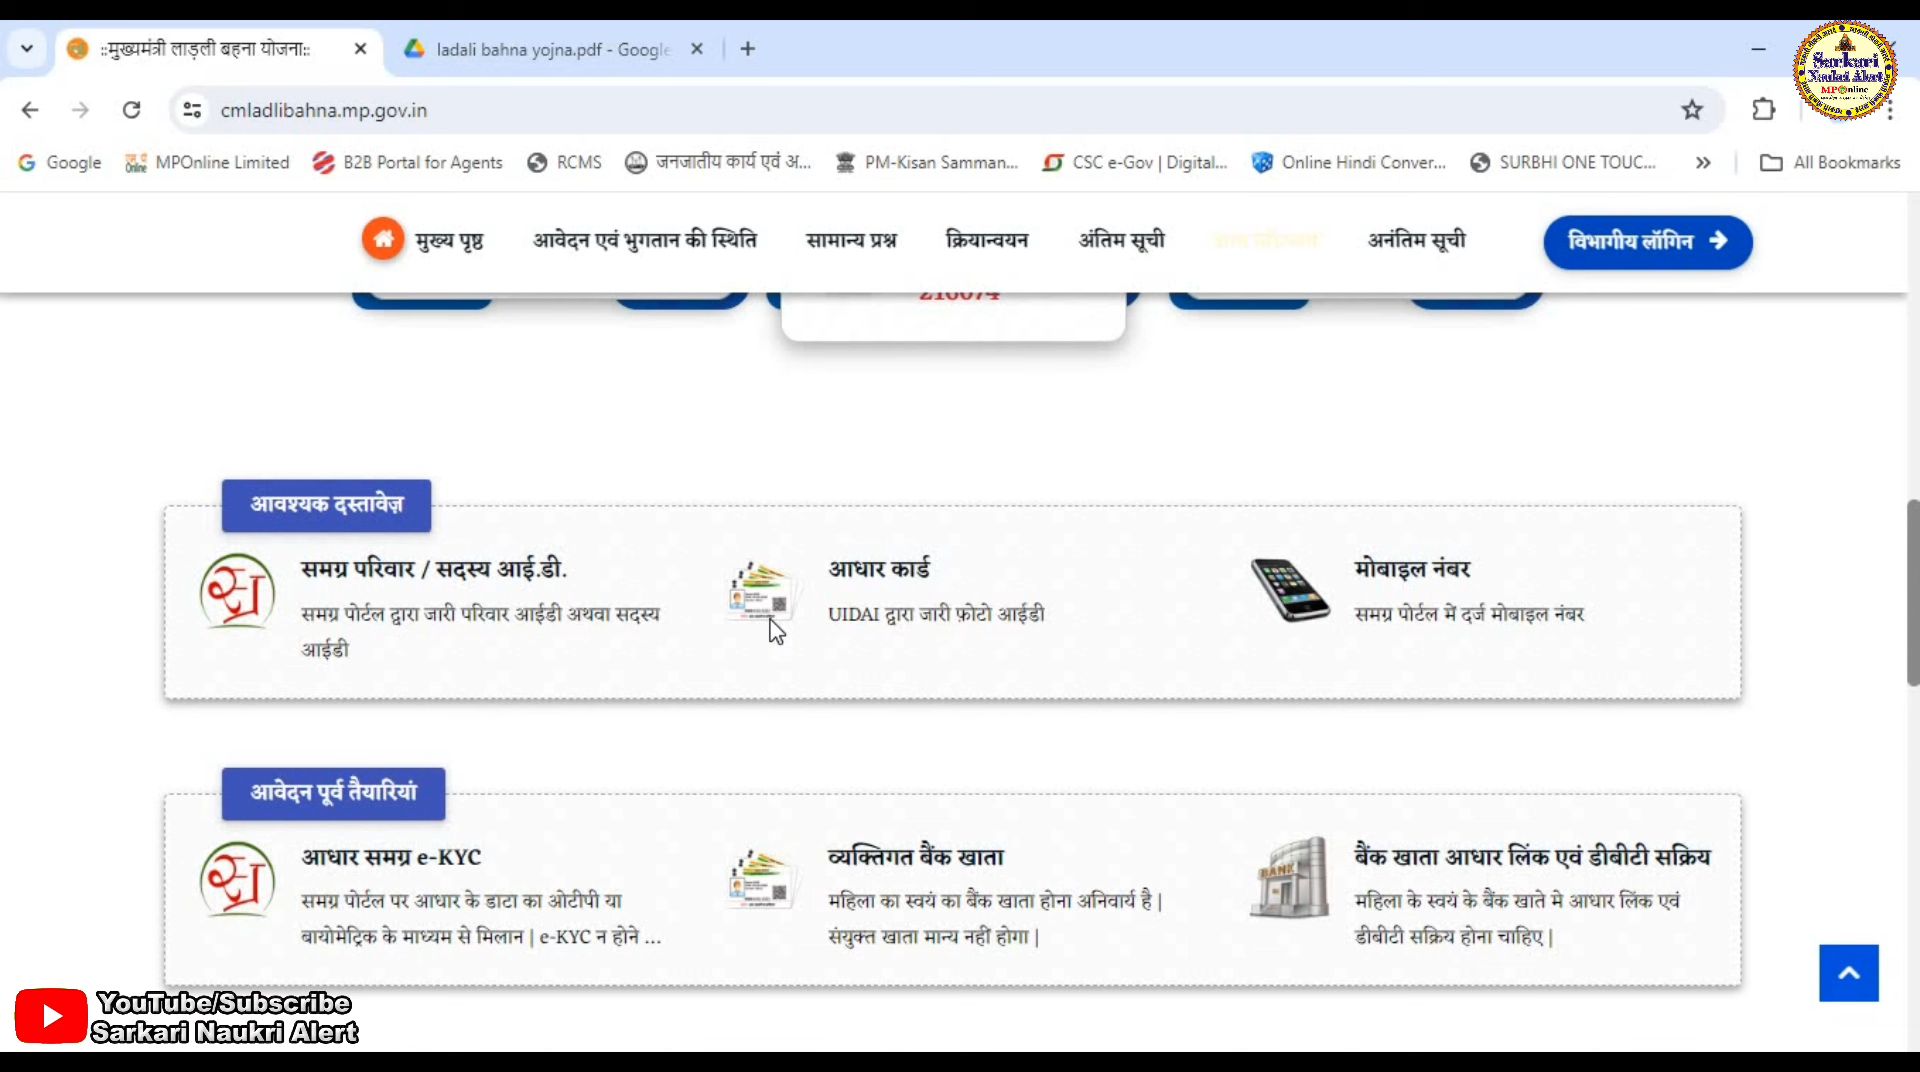 ::मुख्यमंत्री लाड़ली बहना योजना::
ladali bahna yojna.pdf - Google
cmladlibahna.mp.gov.in
Google
MPOnline Limited
B2B Portal for Agents
RCMS
जनजातीय कार्य एवं अ...
PM-Kisan Samman...
CSC e-Gov | Digital...
Online Hindi Conver...
SURBHI ONE TOUC...
All Bookmarks
Sarkari
Naukri Alert
MPOnline
मुख्य पृष्ठ
आवेदन एवं भुगतान की स्थिति
सामान्य प्रश्न
क्रियान्वयन
अंतिम सूची
अनंतिम सूची
विभागीय लॉगिन
आवश्यक दस्तावेज़
समग्र परिवार / सदस्य आई.डी.
समग्र पोर्टल द्वारा जारी परिवार आईडी अथवा सदस्य
आईडी
आधार कार्ड
UIDAI द्वारा जारी फ़ोटो आईडी
मोबाइल नंबर
समग्र पोर्टल में दर्ज मोबाइल नंबर
आवेदन पूर्व तैयारियां
आधार समग्र e-KYC
समग्र पोर्टल पर आधार के डाटा का ओटीपी या
बायोमेट्रिक के माध्यम से मिलान | e-KYC न होने ...
व्यक्तिगत बैंक खाता
महिला का स्वयं का बैंक खाता होना अनिवार्य है |
संयुक्त खाता मान्य नहीं होगा |
BANK
बैंक खाता आधार लिंक एवं डीबीटी सक्रिय
महिला के स्वयं के बैंक खाते मे आधार लिंक एवं
डीबीटी सक्रिय होना चाहिए |
YouTube/Subscribe
Sarkari Naukri Alert